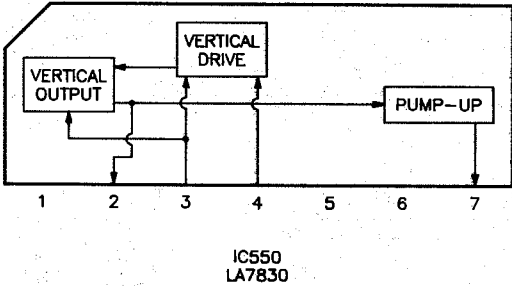 VERTICAL
DRIVE
VERTICAL
OUTPUT
PUMP-UP
1 2 3 4 5 6 7
IC550
LA7830